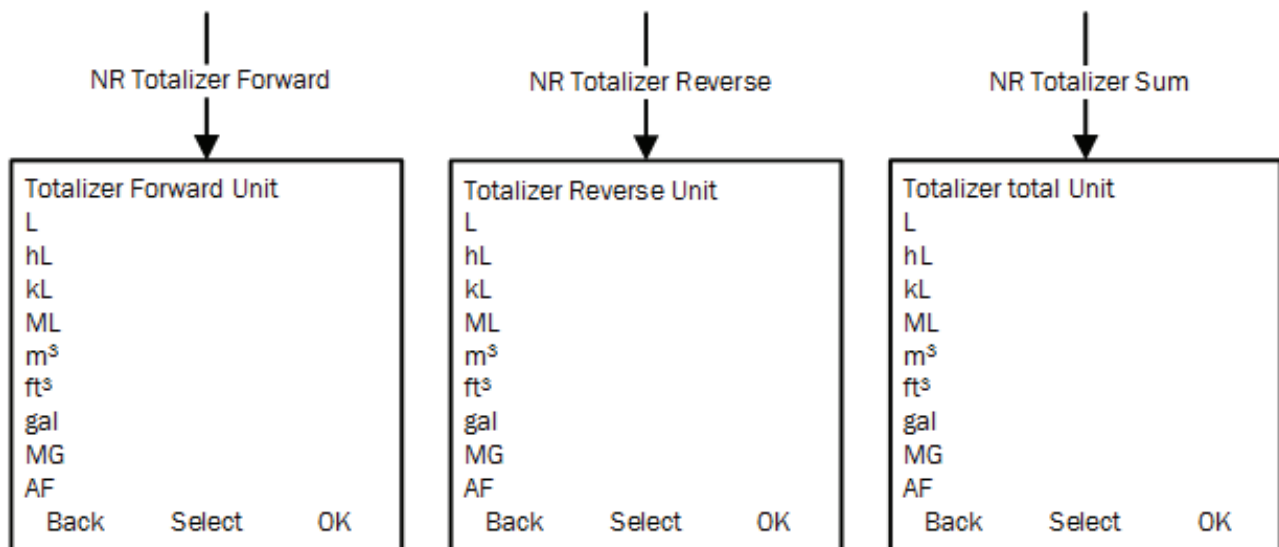 NR Totalizer Forward
Totalizer Forward Unit
L
hL
kL
ML
m³
ft³
gal
MG
AF
Back Select OK
NR Totalizer Reverse
Totalizer Reverse Unit
L
hL
kL
ML
m³
ft³
gal
MG
AF
Back Select OK
NR Totalizer Sum
Totalizer total Unit
L
hL
kL
ML
m³
ft³
gal
MG
AF
Back Select OK